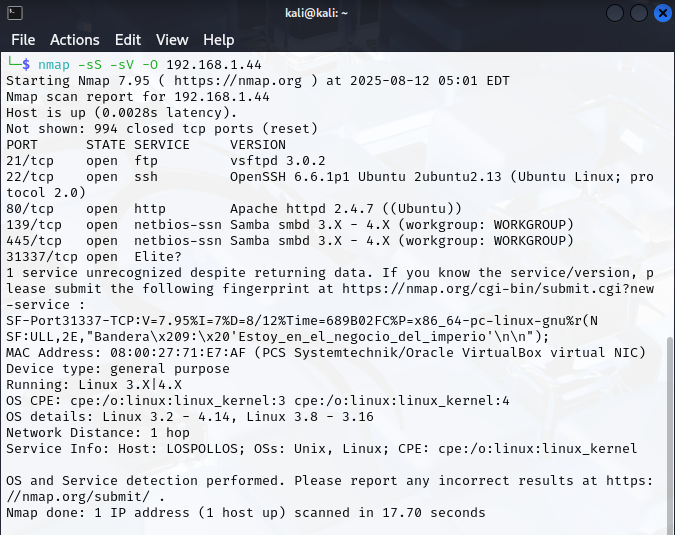 kali@kali: ~
File Actions Edit View Help
└─$ nmap -sS -sV -O 192.168.1.44
Starting Nmap 7.95 ( https://nmap.org ) at 2025-08-12 05:01 EDT
Nmap scan report for 192.168.1.44
Host is up (0.0028s latency).
Not shown: 994 closed tcp ports (reset)
PORT      STATE SERVICE     VERSION
21/tcp    open  ftp         vsftpd 3.0.2
22/tcp    open  ssh         OpenSSH 6.6.1p1 Ubuntu 2ubuntu2.13 (Ubuntu Linux; pro
tocol 2.0)
80/tcp    open  http        Apache httpd 2.4.7 ((Ubuntu))
139/tcp   open  netbios-ssn Samba smbd 3.X - 4.X (workgroup: WORKGROUP)
445/tcp   open  netbios-ssn Samba smbd 3.X - 4.X (workgroup: WORKGROUP)
31337/tcp open  Elite?
1 service unrecognized despite returning data. If you know the service/version, p
lease submit the following fingerprint at https://nmap.org/cgi-bin/submit.cgi?new
-service :
SF-Port31337-TCP:V=7.95%I=7%D=8/12%Time=689B02FC%P=x86_64-pc-linux-gnu%r(N
SF:ULL,2E,"Bandera\x209:\x20'Estoy_en_el_negocio_del_imperio'\n\n");
MAC Address: 08:00:27:71:E7:AF (PCS Systemtechnik/Oracle VirtualBox virtual NIC)
Device type: general purpose
Running: Linux 3.X|4.X
OS CPE: cpe:/o:linux:linux_kernel:3 cpe:/o:linux:linux_kernel:4
OS details: Linux 3.2 - 4.14, Linux 3.8 - 3.16
Network Distance: 1 hop
Service Info: Host: LOSPOLLOS; OSs: Unix, Linux; CPE: cpe:/o:linux:linux_kernel

OS and Service detection performed. Please report any incorrect results at https:
//nmap.org/submit/ .
Nmap done: 1 IP address (1 host up) scanned in 17.70 seconds